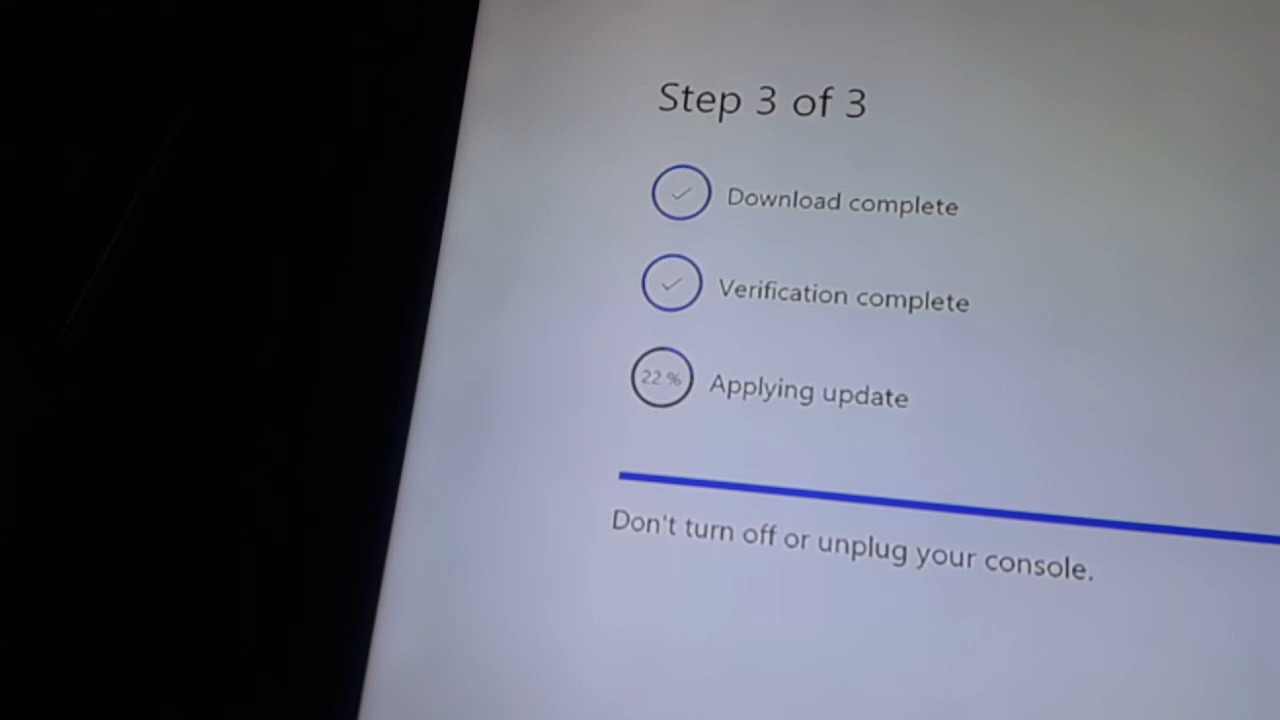 Step 3 of 3
Download complete
Verification complete
22 %
Applying update
Don't turn off or unplug your console.